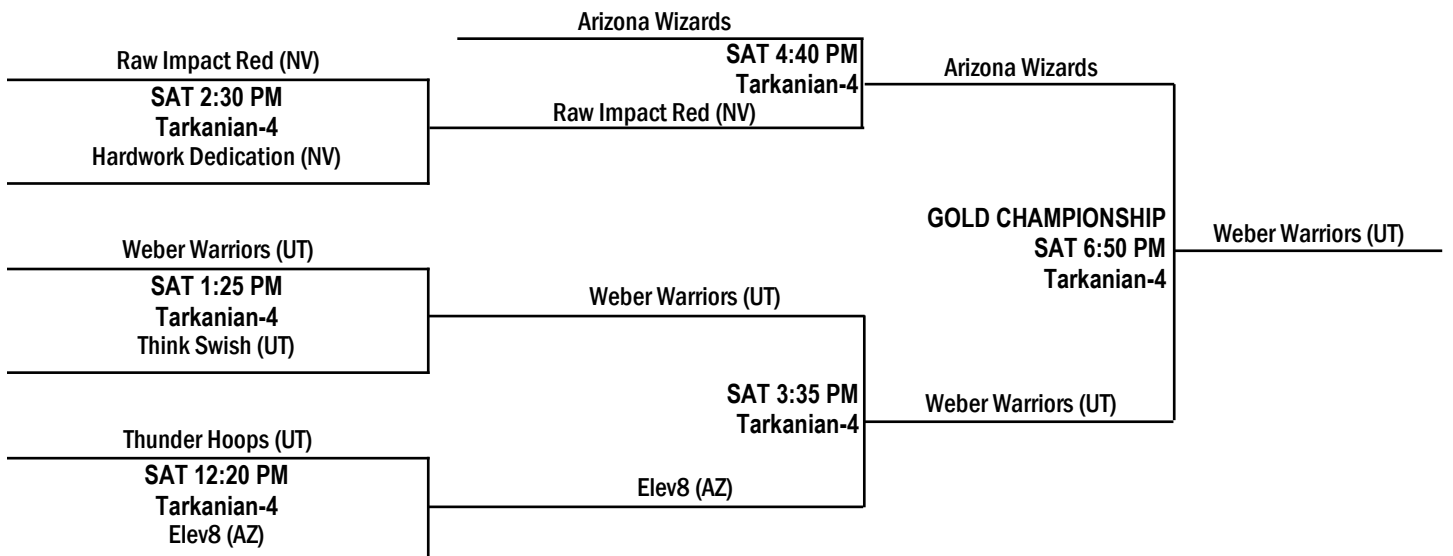 Arizona Wizards
Raw Impact Red (NV)
SAT 4:40 PM
Tarkanian-4
Arizona Wizards
SAT 2:30 PM
Tarkanian-4
Raw Impact Red (NV)
Hardwork Dedication (NV)
GOLD CHAMPIONSHIP
SAT 6:50 PM
Tarkanian-4
Weber Warriors (UT)
Weber Warriors (UT)
SAT 1:25 PM
Tarkanian-4
Think Swish (UT)
Weber Warriors (UT)
SAT 3:35 PM
Tarkanian-4
Weber Warriors (UT)
Thunder Hoops (UT)
SAT 12:20 PM
Tarkanian-4
Elev8 (AZ)
Elev8 (AZ)